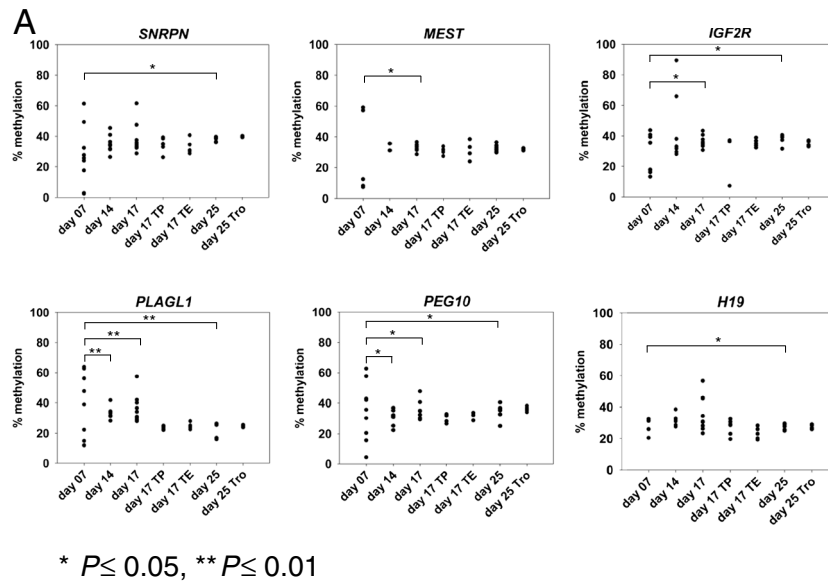 A
SNRPN
% methylation
100
80
60
40
20
0
*
day 07
day 14
day 17
day 17 TP
day 17 TE
day 25
day 25 Tro
MEST
% methylation
100
80
60
40
20
0
*
day 07
day 14
day 17
day 17 TP
day 17 TE
day 25
day 25 Tro
IGF2R
% methylation
100
80
60
40
20
0
*
*
day 07
day 14
day 17
day 17 TP
day 17 TE
day 25
day 25 Tro
PLAGL1
% methylation
100
80
60
40
20
0
**
**
**
day 07
day 14
day 17
day 17 TP
day 17 TE
day 25
day 25 Tro
PEG10
% methylation
100
80
60
40
20
0
*
*
*
day 07
day 14
day 17
day 17 TP
day 17 TE
day 25
day 25 Tro
H19
% methylation
100
80
60
40
20
0
*
day 07
day 14
day 17
day 17 TP
day 17 TE
day 25
day 25 Tro
* P≤ 0.05, ** P≤ 0.01